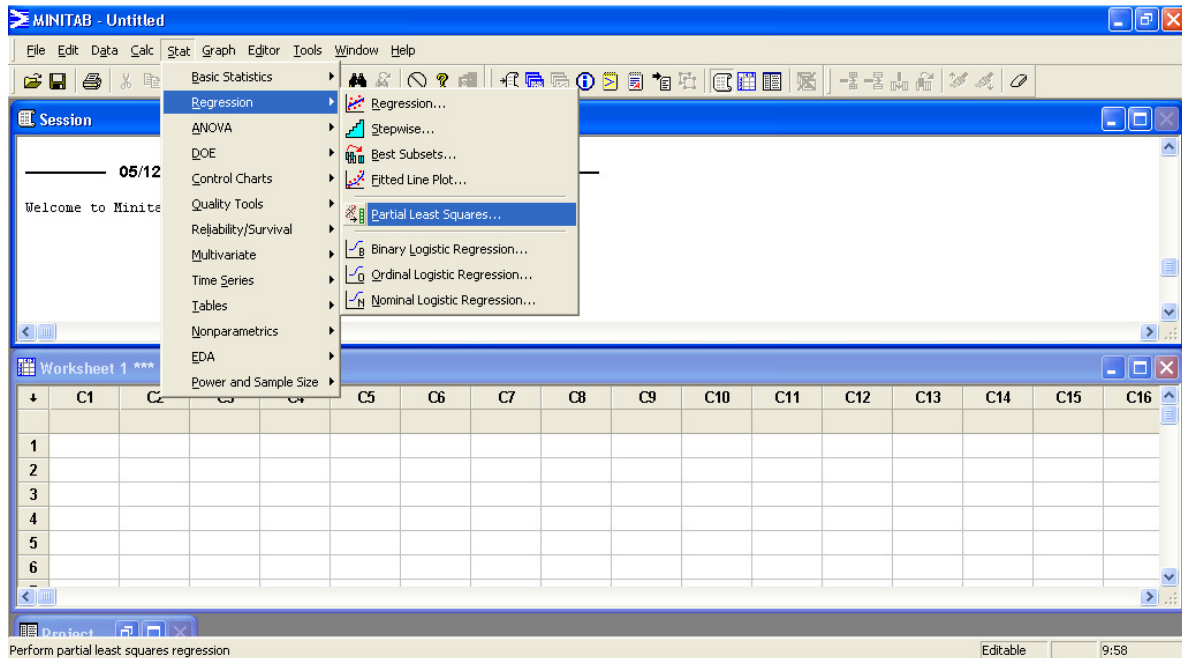 MINITAB - Untitled
File Edit Data Calc Stat Graph Editor Tools Window Help
Basic Statistics
Regression
ANOVA
DOE
Control Charts
Quality Tools
Reliability/Survival
Multivariate
Time Series
Tables
Nonparametrics
EDA
Power and Sample Size
Regression...
Stepwise...
Best Subsets...
Fitted Line Plot...
Partial Least Squares...
Binary Logistic Regression...
Ordinal Logistic Regression...
Nominal Logistic Regression...
Session
05/12
Welcome to Minita
Worksheet 1 ***
C1 C2 C3 C4 C5 C6 C7 C8 C9 C10 C11 C12 C13 C14 C15 C16
1
2
3
4
5
6
Project...
Perform partial least squares regression Editable 9:58